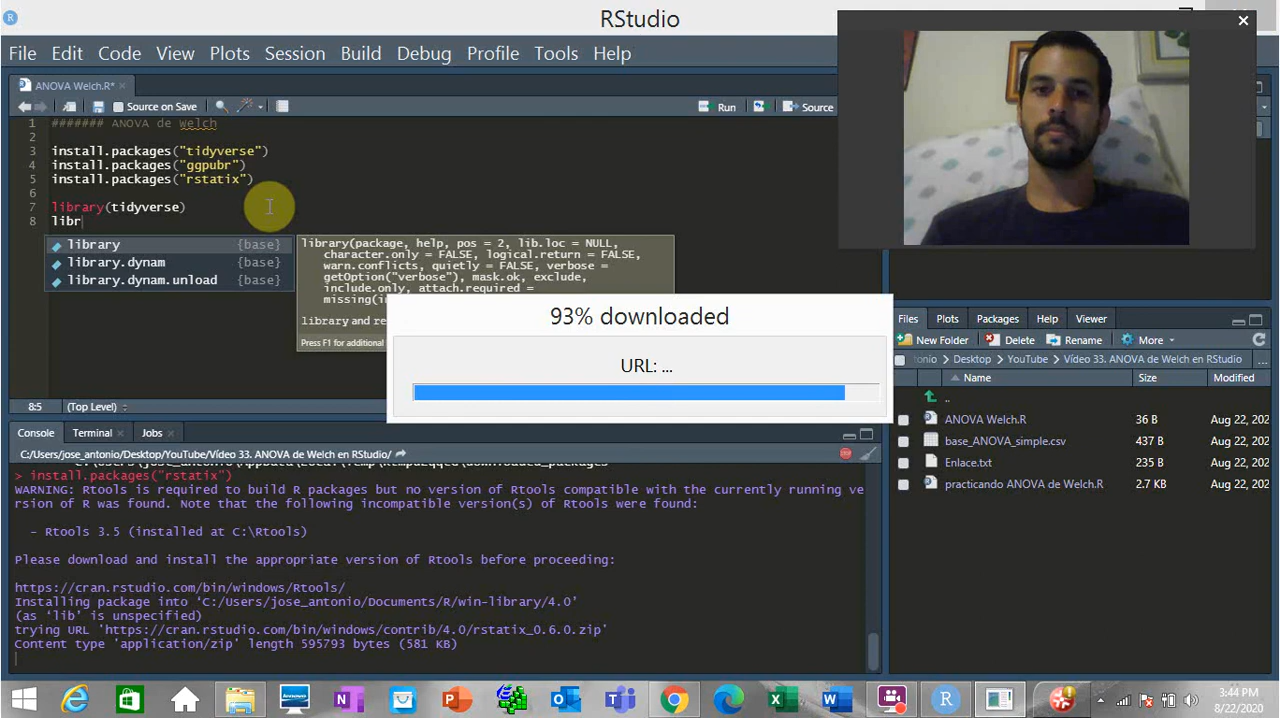 RStudio
File Edit Code View Plots Session Build Debug Profile Tools Help
ANOVA Welch.R*
Source on Save
Run
Source
1 ####### ANOVA de Welch
2
3 install.packages("tidyverse")
4 install.packages("ggpubr")
5 install.packages("rstatix")
6
7 library(tidyverse)
8 libr
library {base}
library.dynam {base}
library.dynam.unload {base}
library(package, help, pos = 2, lib.loc = NULL,
character.only = FALSE, logical.return = FALSE,
warn.conflicts, quietly = FALSE, verbose =
getOption("verbose"), mask.ok, exclude,
include.only, attach.required =
missing(
library and re
Press F1 for additional
93% downloaded
URL: ...
8:5 (Top Level)
Console Terminal Jobs
C:/Users/jose_antonio/Desktop/YouTube/Vídeo 33. ANOVA de Welch en RStudio/
> install.packages("rstatix")
WARNING: Rtools is required to build R packages but no version of Rtools compatible with the currently running ve
rsion of R was found. Note that the following incompatible version(s) of Rtools were found:
- Rtools 3.5 (installed at C:\Rtools)
Please download and install the appropriate version of Rtools before proceeding:
https://cran.rstudio.com/bin/windows/Rtools/
Installing package into ‘C:/Users/jose_antonio/Documents/R/win-library/4.0’
(as ‘lib’ is unspecified)
trying URL 'https://cran.rstudio.com/bin/windows/contrib/4.0/rstatix_0.6.0.zip'
Content type 'application/zip' length 595793 bytes (581 KB)
Files Plots Packages Help Viewer
New Folder Delete Rename More
tonio Desktop YouTube Vídeo 33. ANOVA de Welch en RStudio ...
Name Size Modified
..
ANOVA Welch.R 36 B Aug 22, 202
base_ANOVA_simple.csv 437 B Aug 22, 202
Enlace.txt 235 B Aug 22, 202
practicando ANOVA de Welch.R 2.7 KB Aug 22, 202
3:44 PM
8/22/2020